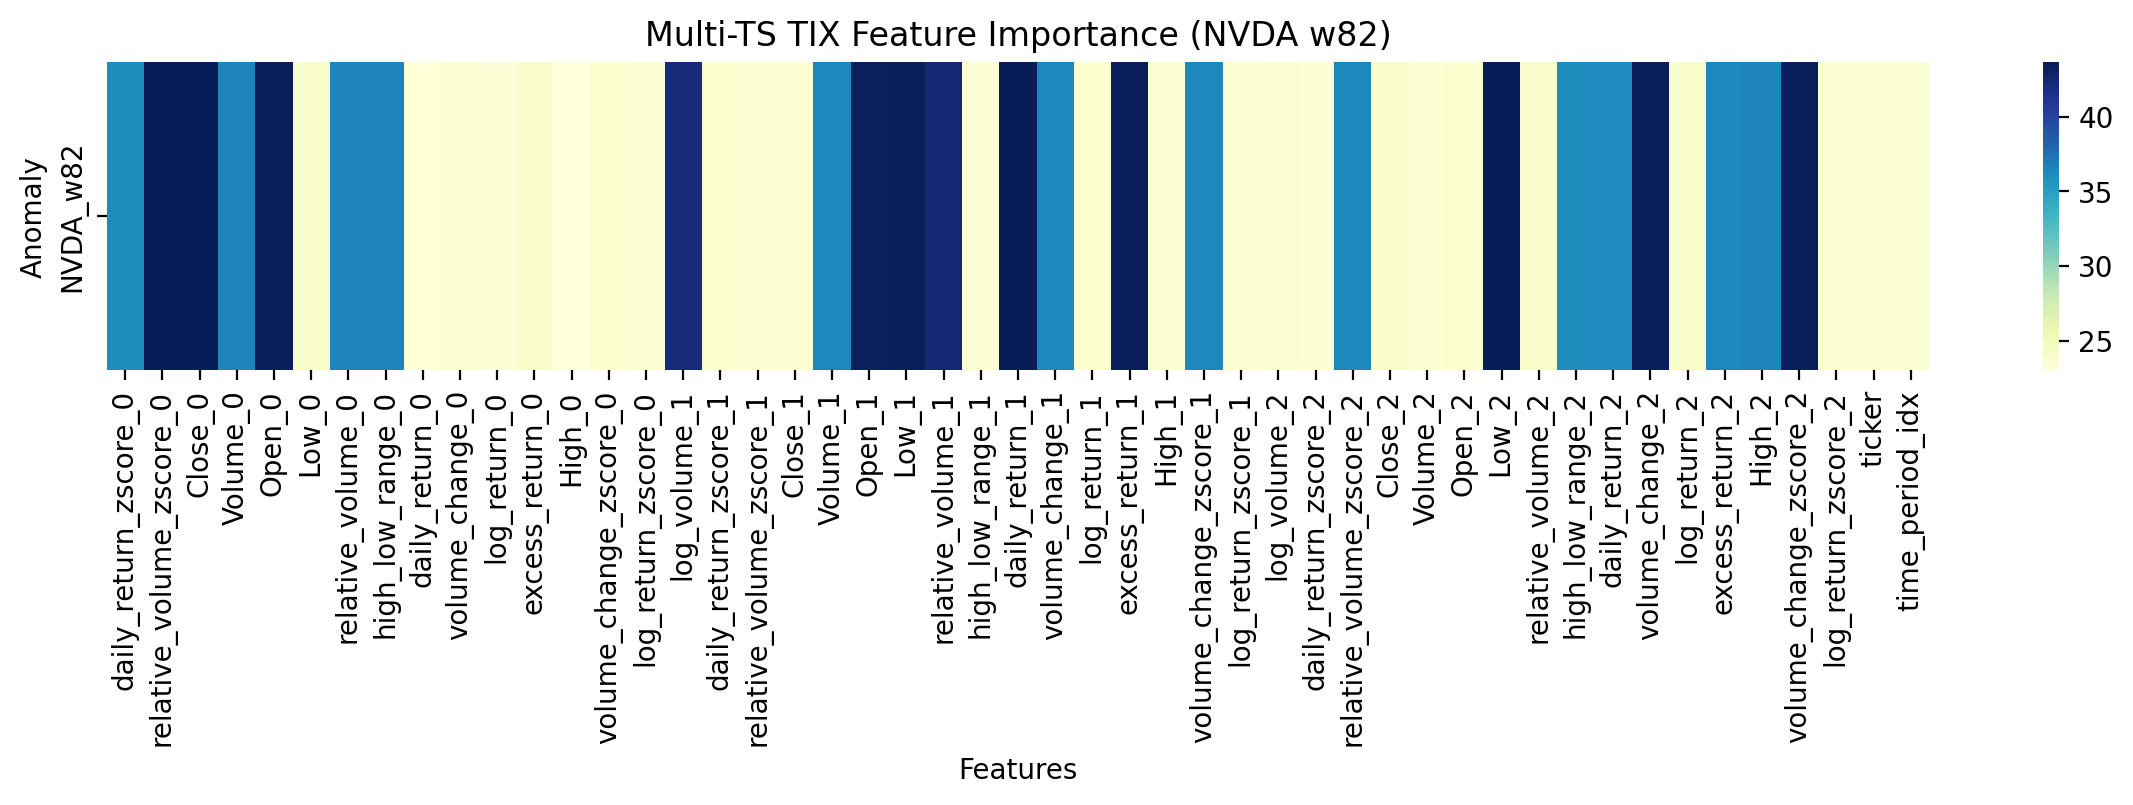 Multi-TS TIX Feature Importance (NVDA w82)
Anomaly
NVDA_w82
40
35
30
25
daily_return_zscore_0
relative_volume_zscore_0
Close_0
Volume_0
Open_0
Low_0
relative_volume_0
high_low_range_0
daily_return_0
volume_change_0
log_return_0
excess_return_0
High_0
volume_change_zscore_0
log_return_zscore_0
log_volume_1
daily_return_zscore_1
relative_volume_zscore_1
Close_1
Volume_1
Open_1
Low_1
relative_volume_1
high_low_range_1
daily_return_1
volume_change_1
log_return_1
excess_return_1
High_1
volume_change_zscore_1
log_return_zscore_1
log_volume_2
daily_return_zscore_2
relative_volume_zscore_2
Close_2
Volume_2
Open_2
Low_2
relative_volume_2
high_low_range_2
daily_return_2
volume_change_2
log_return_2
excess_return_2
High_2
volume_change_zscore_2
log_return_zscore_2
ticker
time_period_idx
Features